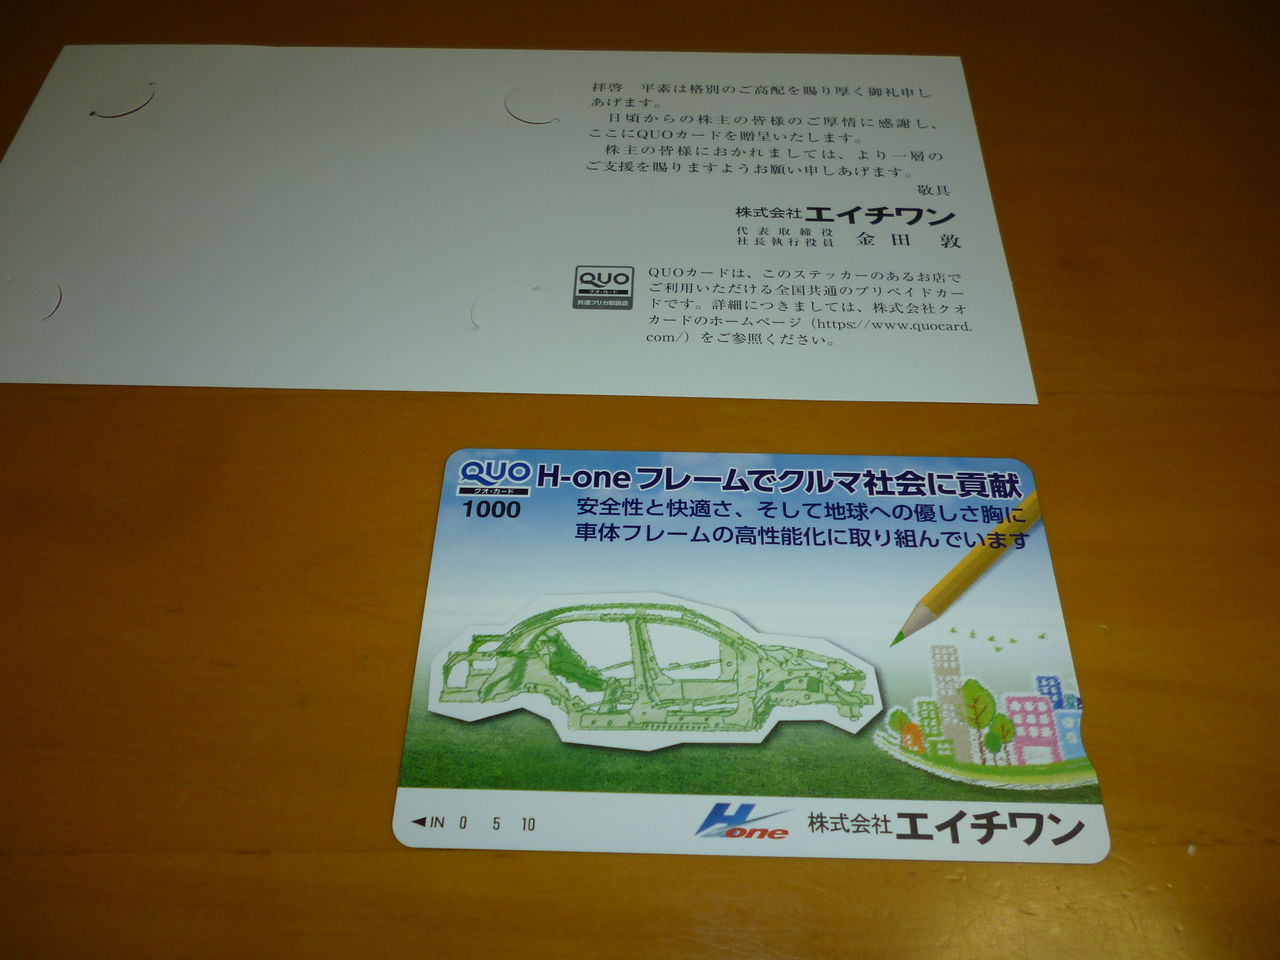 拝啓　平素は格別のご高配を賜り厚く御礼申し
あげます。
日頃からの株主の皆様のご厚情に感謝し、
ここにQUOカードを贈呈いたします。
株主の皆様におかれましては、より一層の
ご支援を賜りますようお願い申しあげます。
敬具
株式会社エイチワン
代表取締役
社長執行役員　金田　敦
QUO
クオ・カード
共通プリカ取扱店
QUOカードは、このステッカーのあるお店で
ご利用いただける全国共通のプリペイドカー
ドです。詳細につきましては、株式会社クオ
カードのホームページ（https://www.quocard.
com/）をご参照ください。
QUO
クオ・カード
1000
H-oneフレームでクルマ社会に貢献
安全性と快適さ、そして地球への優しさ胸に
車体フレームの高性能化に取り組んでいます
◀IN 0 5 10
H one 株式会社エイチワン